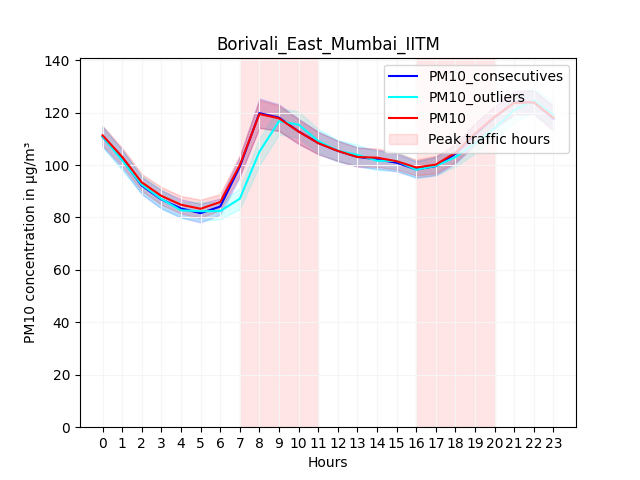 Borivali_East_Mumbai_IITM
PM10 concentration in μg/m³
140
120
100
80
60
40
20
0
PM10_consecutives
PM10_outliers
PM10
Peak traffic hours
0 1 2 3 4 5 6 7 8 9 10 11 12 13 14 15 16 17 18 19 20 21 22 23
Hours